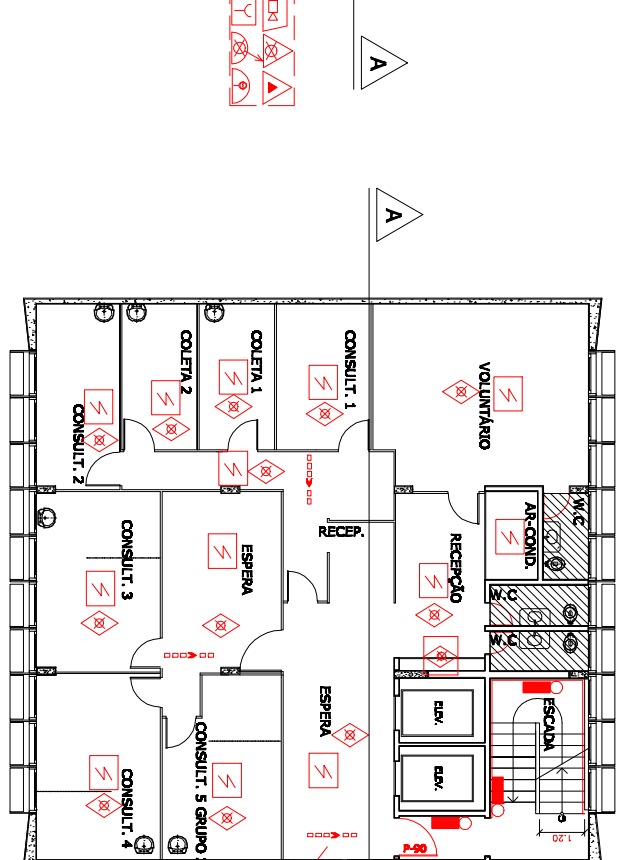 A
A
COLETA 2
COLETA 1
CONSULT. 1
VOLUNTÁRIO
CONSULT. 2
W.C
AR-COND.
CONSULT. 3
ESPERA
RECEP.
RECEPÇÃO
W.C
W.C
ESPERA
ELEV.
ESCADA
CONSULT. 5 GRUPO
ELEV.
CONSULT. 4
1.20
P-90